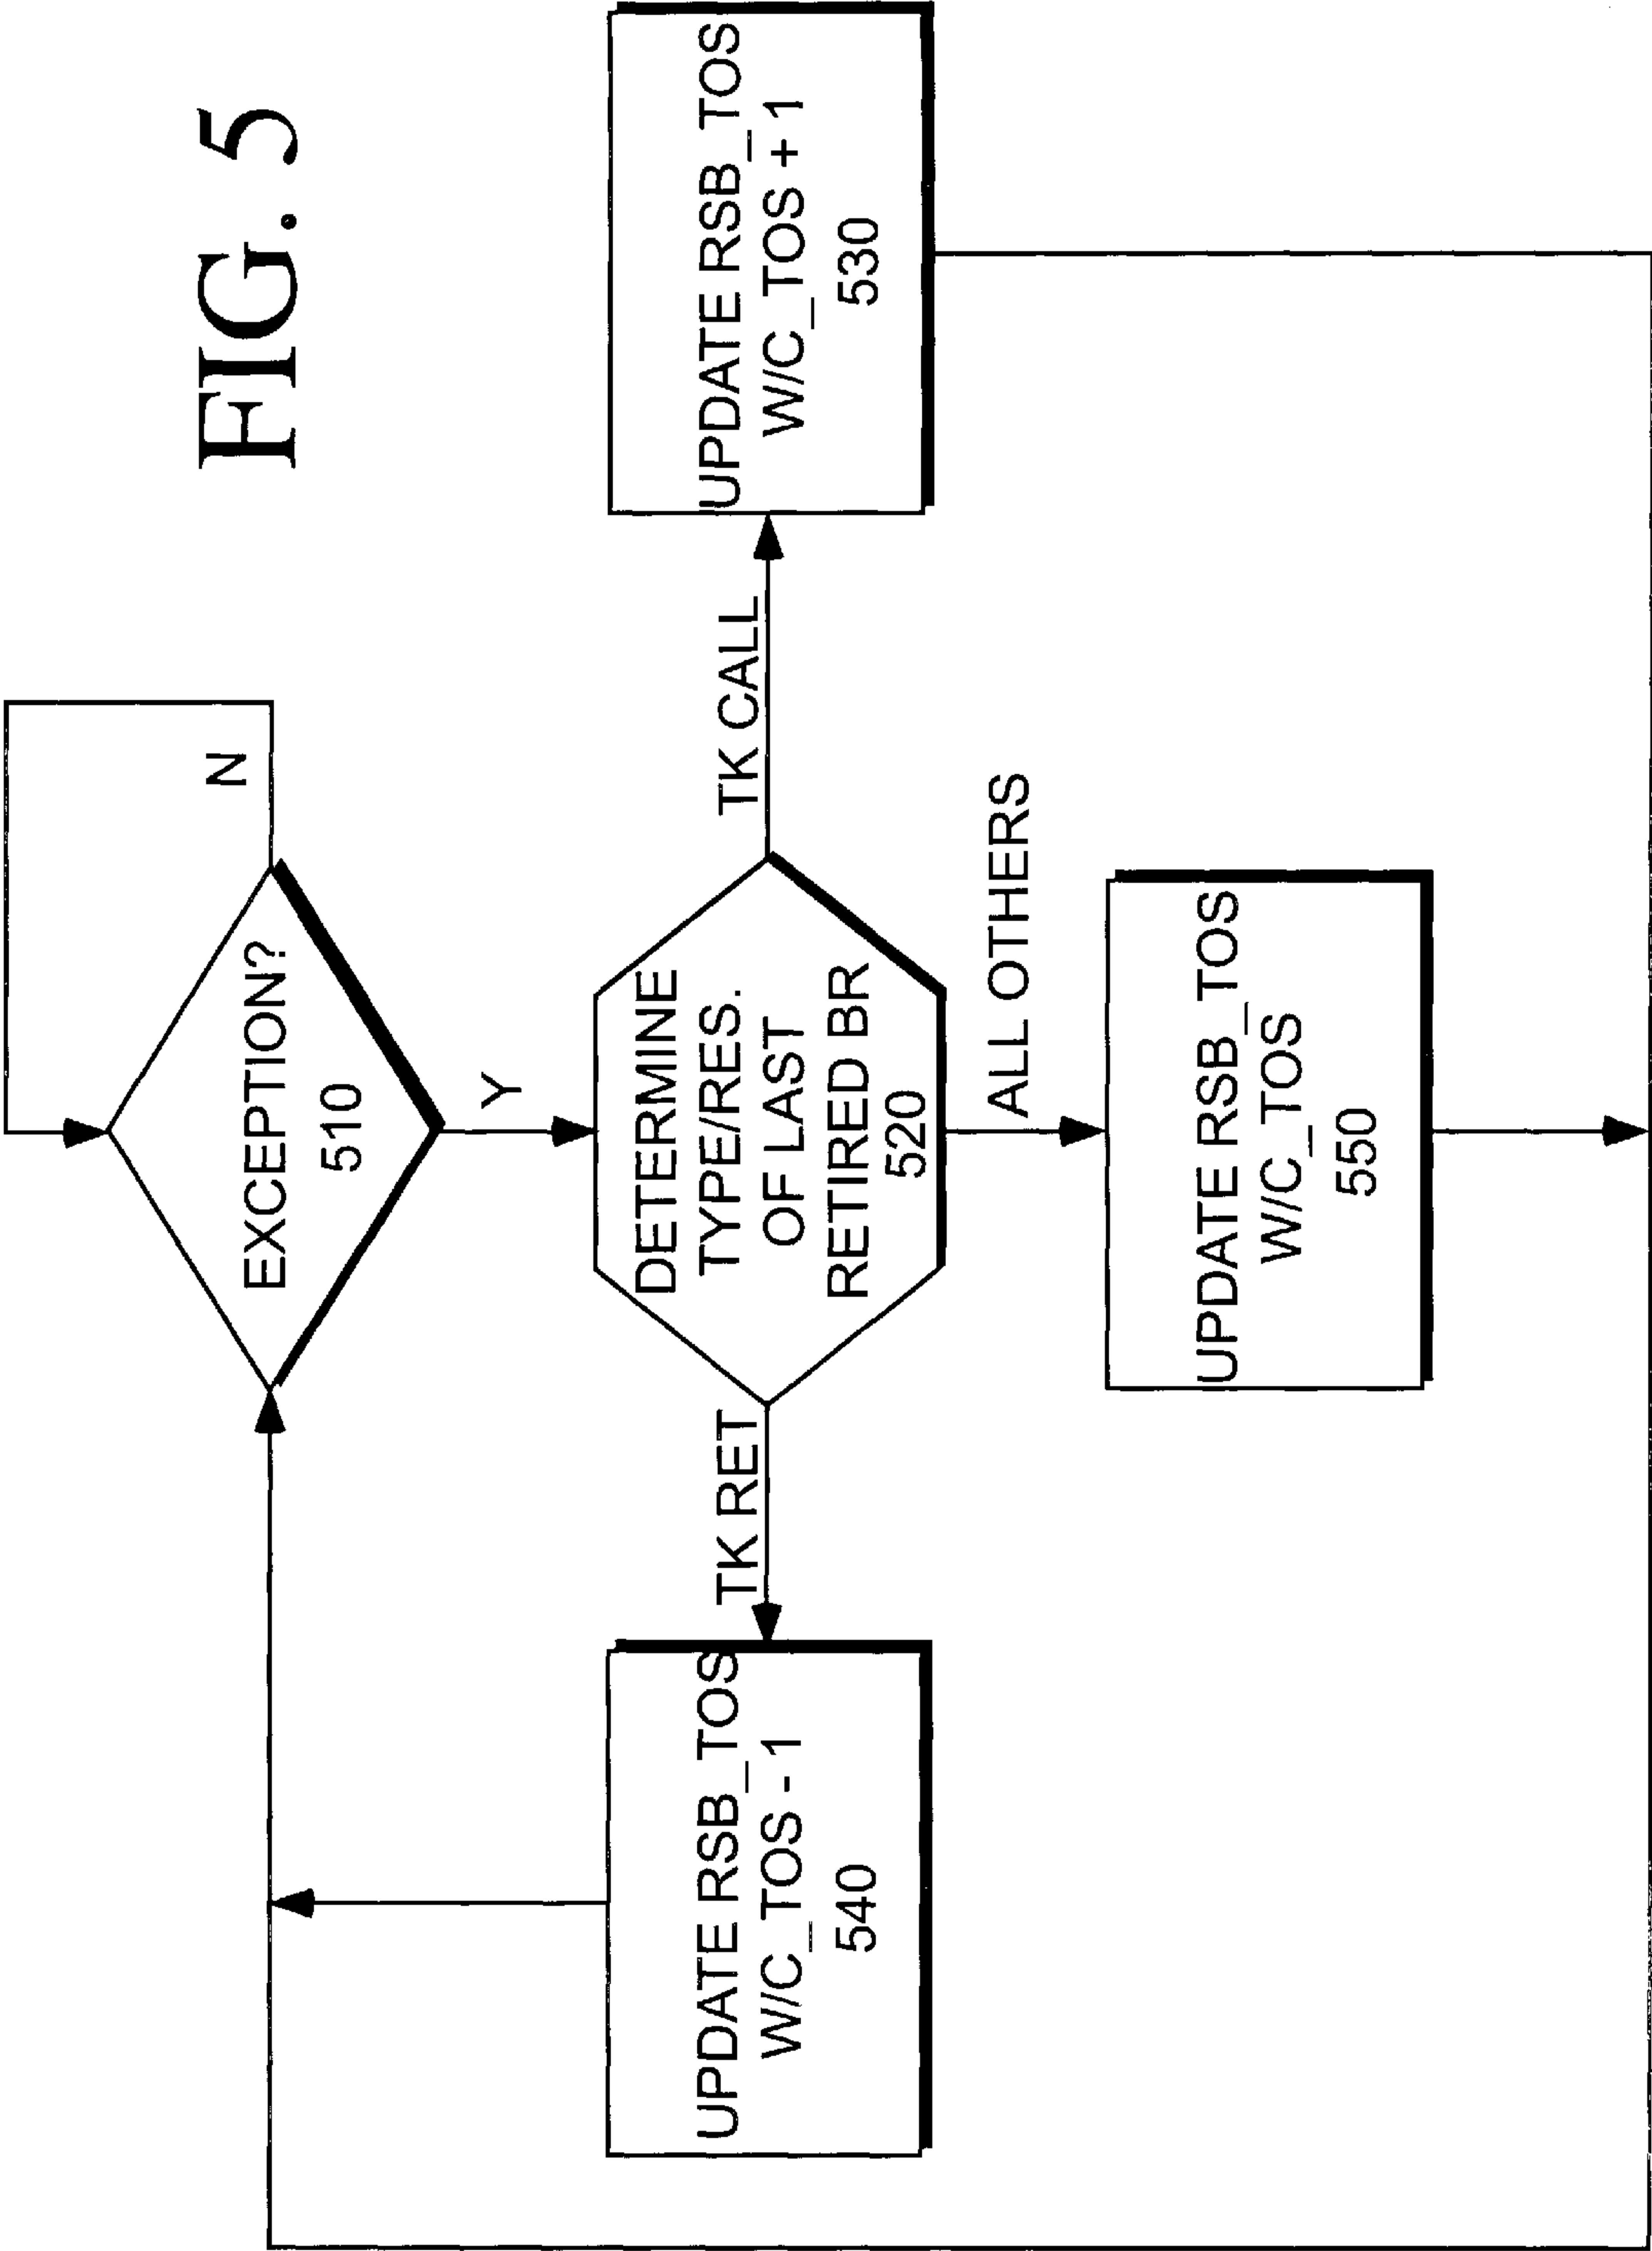 FIG. 5
N
EXCEPTION?
510
Y
DETERMINE
TYPE/RES.
OF LAST
RETIRED BR
520
TK RET
TK CALL
UPDATE RSB_TOS
W/C_TOS - 1
540
UPDATE RSB_TOS
W/C_TOS + 1
530
ALL OTHERS
UPDATE RSB_TOS
W/C_TOS
550